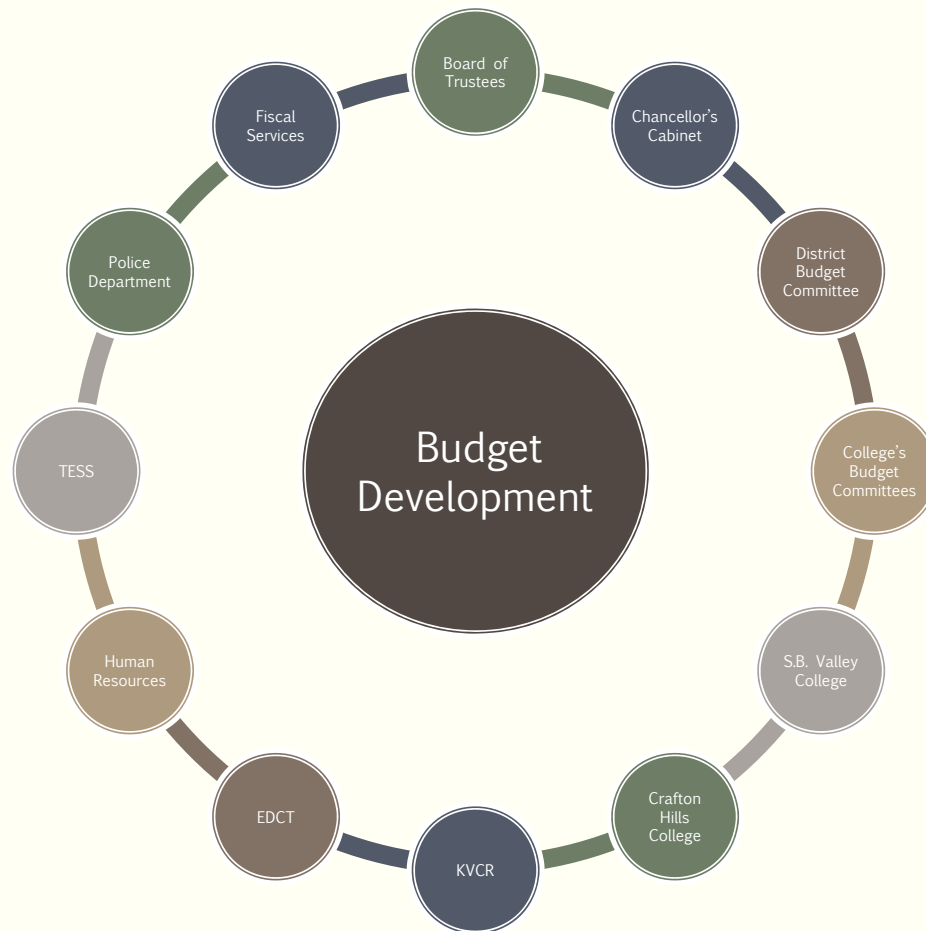 Board of
Trustees
Chancellor's
Cabinet
District
Budget
Committee
College's
Budget
Committees
S.B. Valley
College
Crafton
Hills
College
KVCR
EDCT
Human
Resources
TESS
Police
Department
Fiscal
Services
Budget
Development